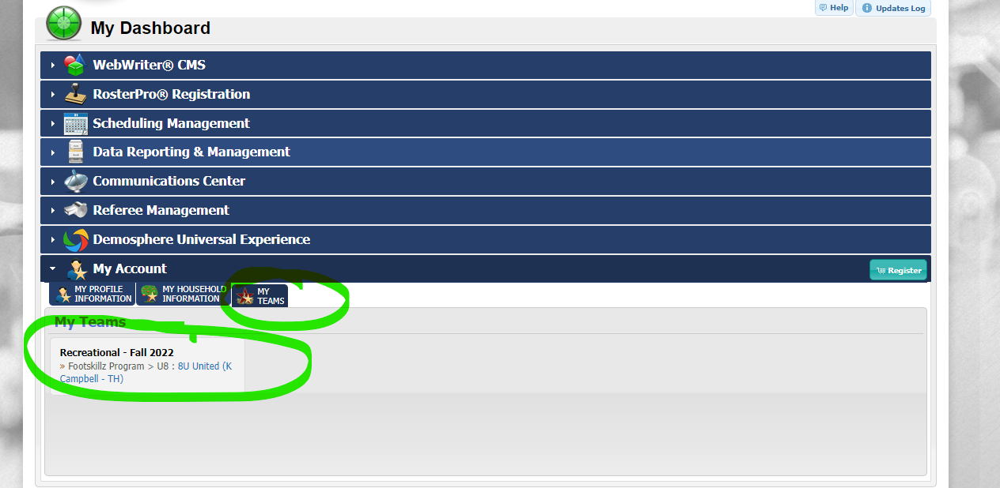 Help
Updates Log
My Dashboard
WebWriter® CMS
RosterPro® Registration
Scheduling Management
Data Reporting & Management
Communications Center
Referee Management
Demosphere Universal Experience
My Account
Register
MY PROFILE
INFORMATION
MY HOUSEHOLD
INFORMATION
MY
TEAMS
My Teams
Recreational - Fall 2022
» Footskillz Program > U8 : 8U United (K
Campbell - TH)